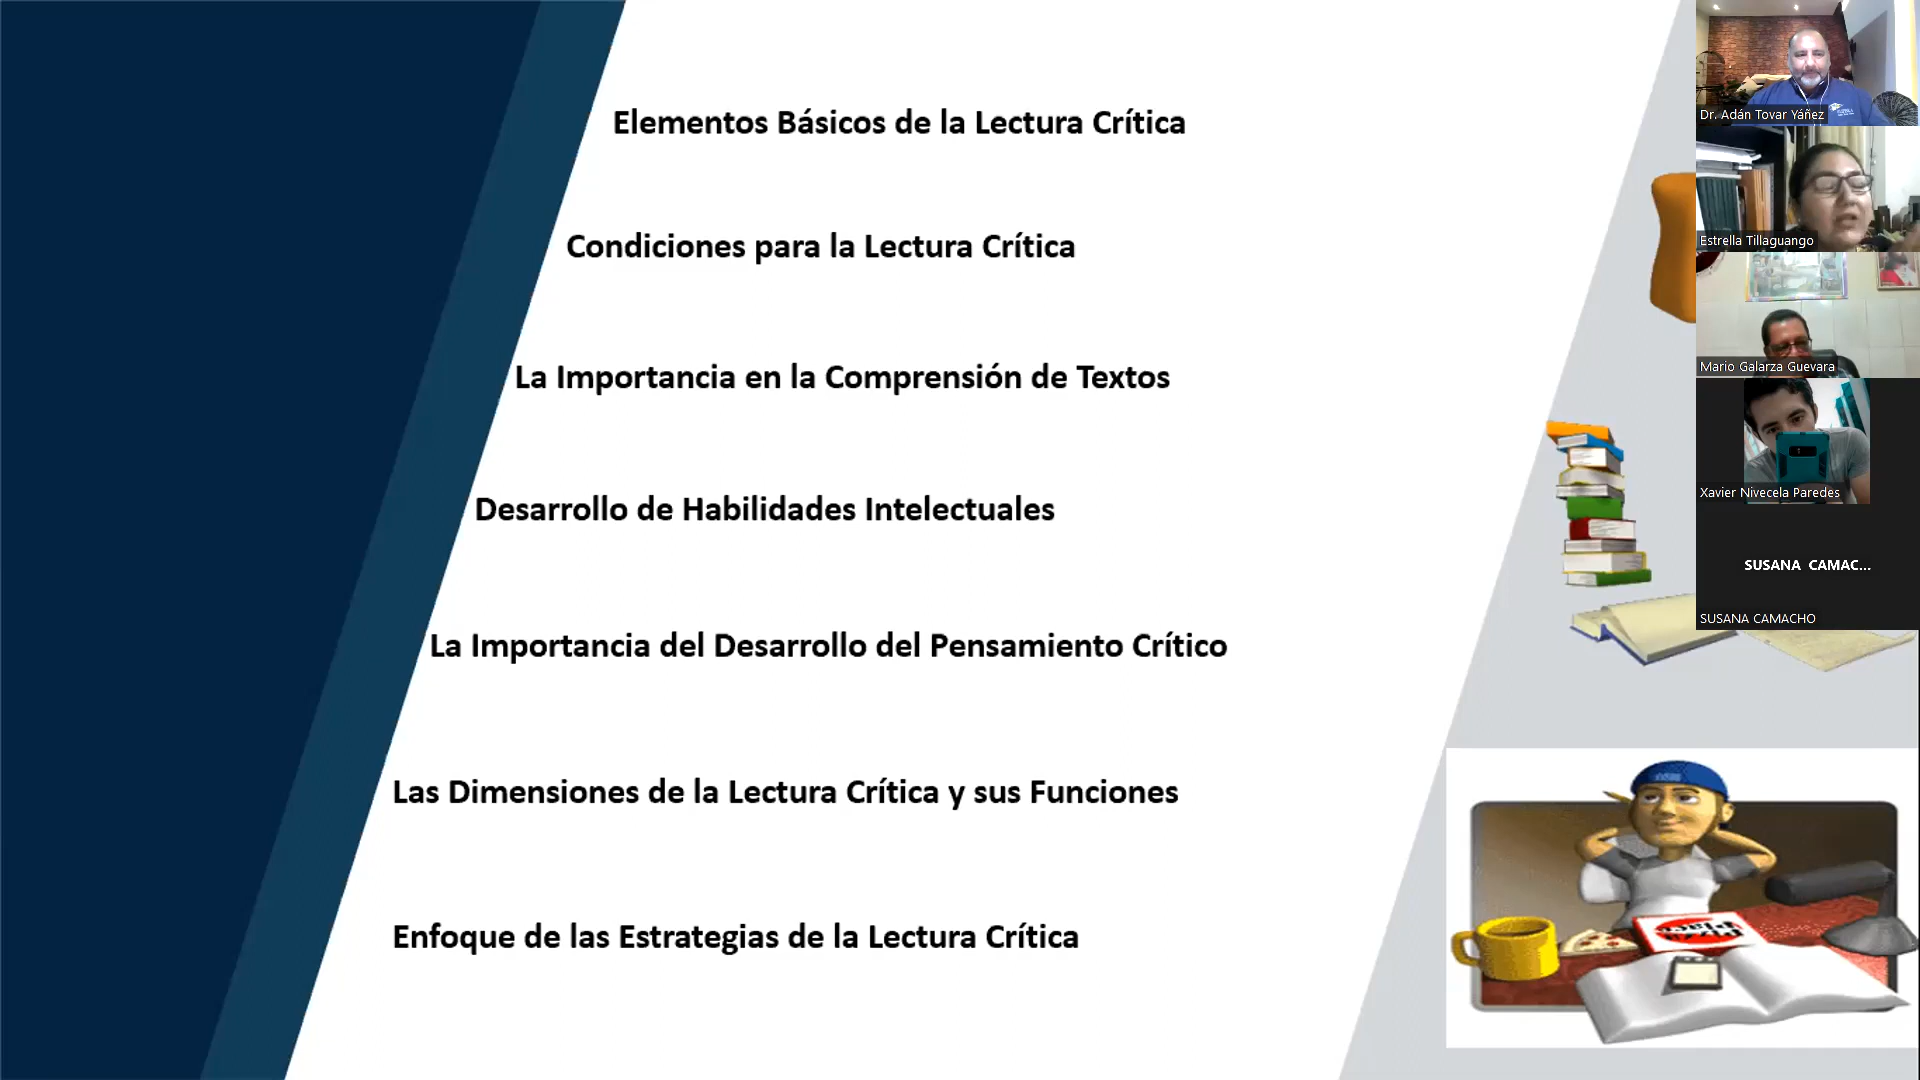 Elementos Básicos de la Lectura Crítica
Condiciones para la Lectura Crítica
La Importancia en la Comprensión de Textos
Desarrollo de Habilidades Intelectuales
La Importancia del Desarrollo del Pensamiento Crítico
Las Dimensiones de la Lectura Crítica y sus Funciones
Enfoque de las Estrategias de la Lectura Crítica
Dr. Adán Tovar Yáñez
Estrella Tillaguango
Mario Galarza Guevara
Xavier Nivecela Paredes
SUSANA CAMAC...
SUSANA CAMACHO